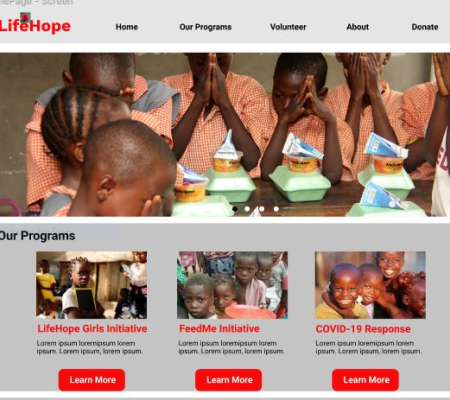 mePage - Screen
LifeHope
Home Our Programs Volunteer About Donate
Our Programs
LifeHope Girls Initiative FeedMe Initiative COVID-19 Response
Lorem ipsum loremipsum lorem Lorem ipsum loremipsum lorem Lorem ipsum loremipsum lorem
ipsum. Lorem ipsum, lorem ipsum. ipsum. Lorem ipsum, lorem ipsum. ipsum. Lorem ipsum, lorem ipsum.
Learn More Learn More Learn More